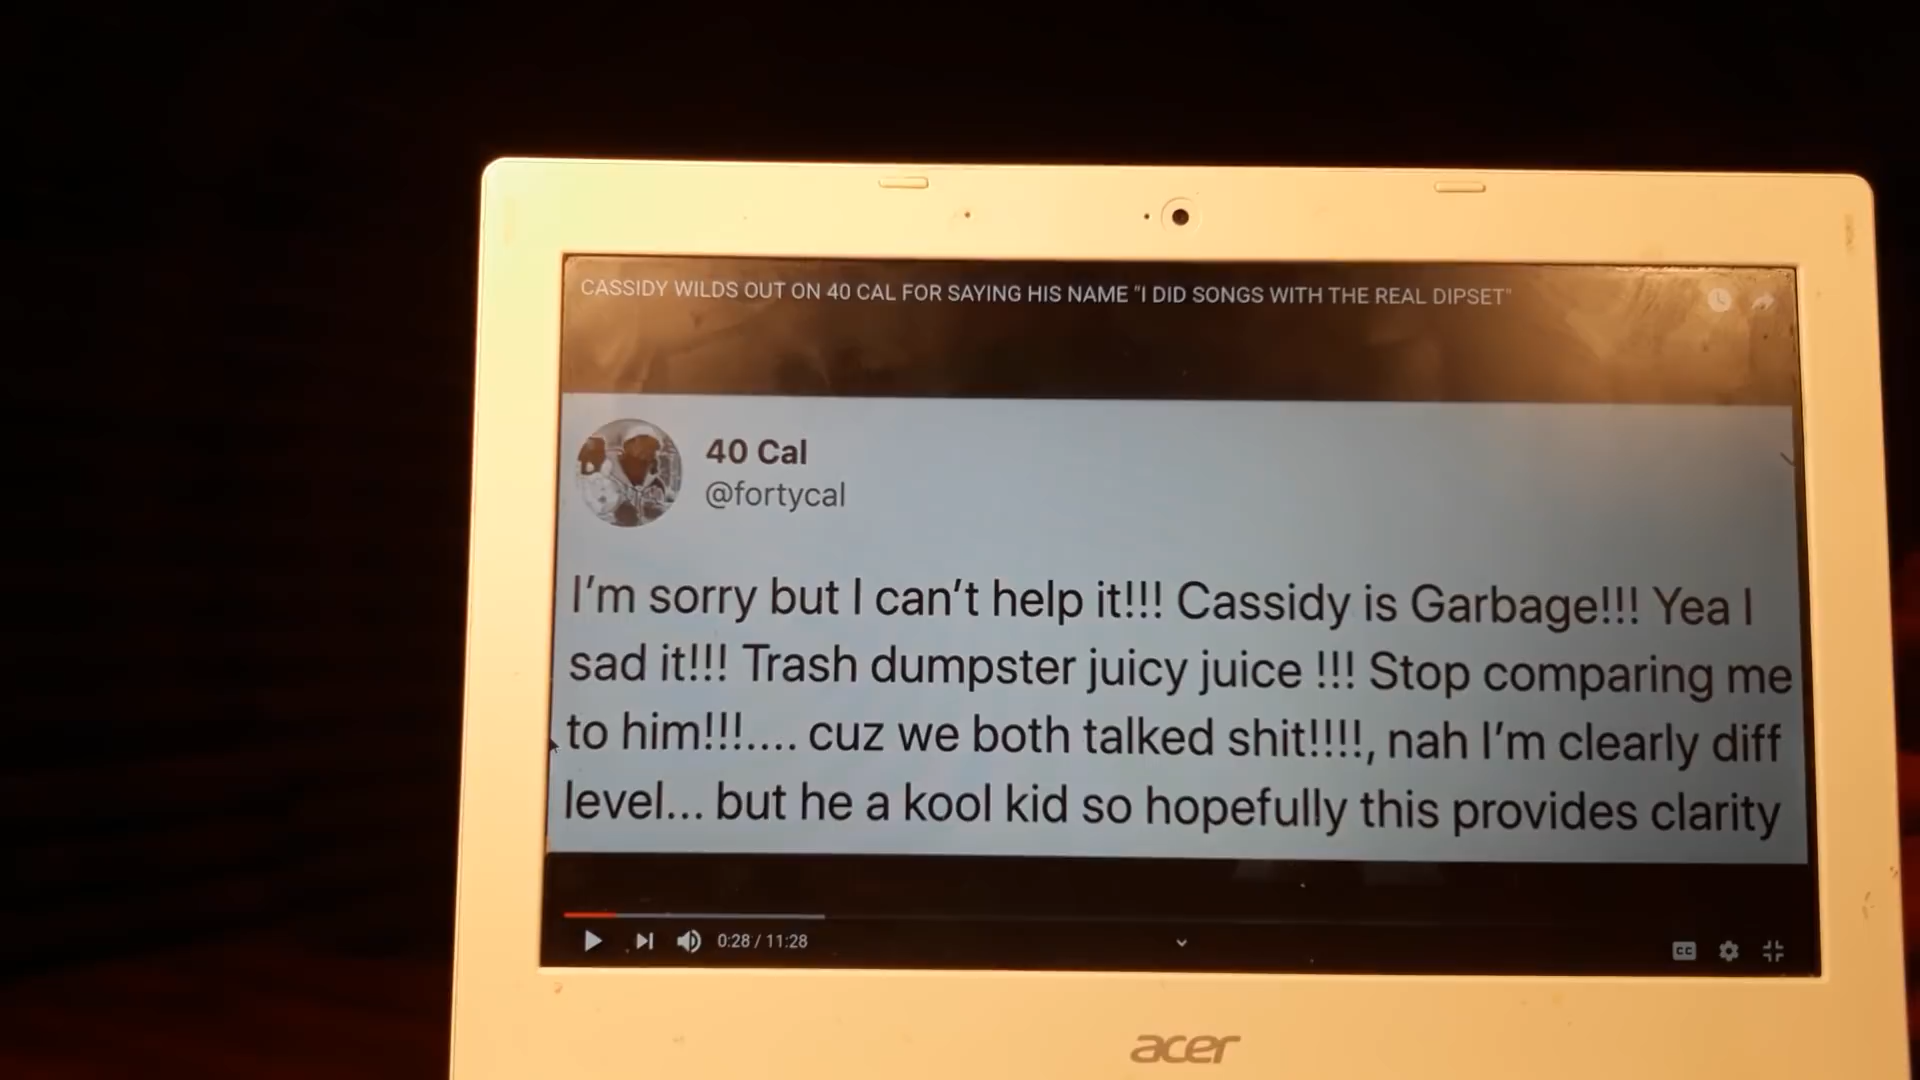 CASSIDY WILDS OUT ON 40 CAL FOR SAYING HIS NAME "I DID SONGS WITH THE REAL DIPSET"
40 Cal
@fortycal
I'm sorry but I can't help it!!! Cassidy is Garbage!!! Yea I
sad it!!! Trash dumpster juicy juice !!! Stop comparing me
to him!!!.... cuz we both talked shit!!!!, nah I'm clearly diff
level... but he a kool kid so hopefully this provides clarity
0:28 / 11:28
CC
acer